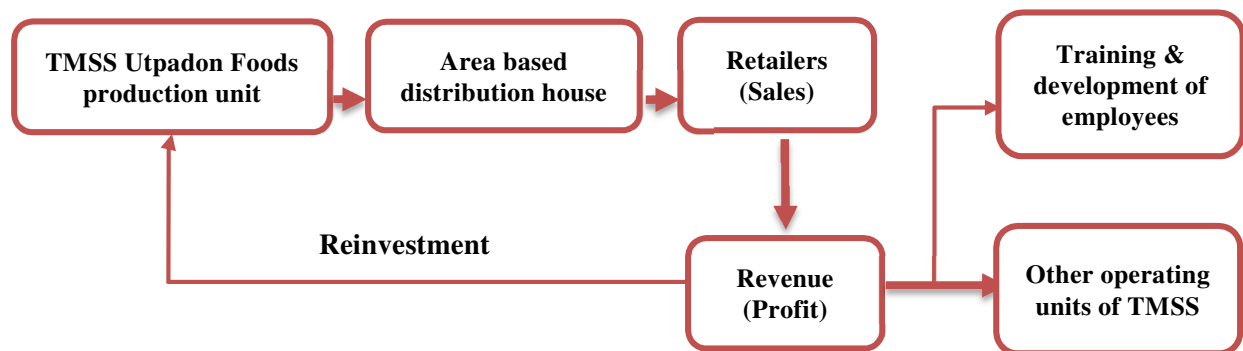 TMSS Utpadon Foods
production unit
Area based
distribution house
Retailers
(Sales)
Training &
development of
employees
Reinvestment
Revenue
(Profit)
Other operating
units of TMSS